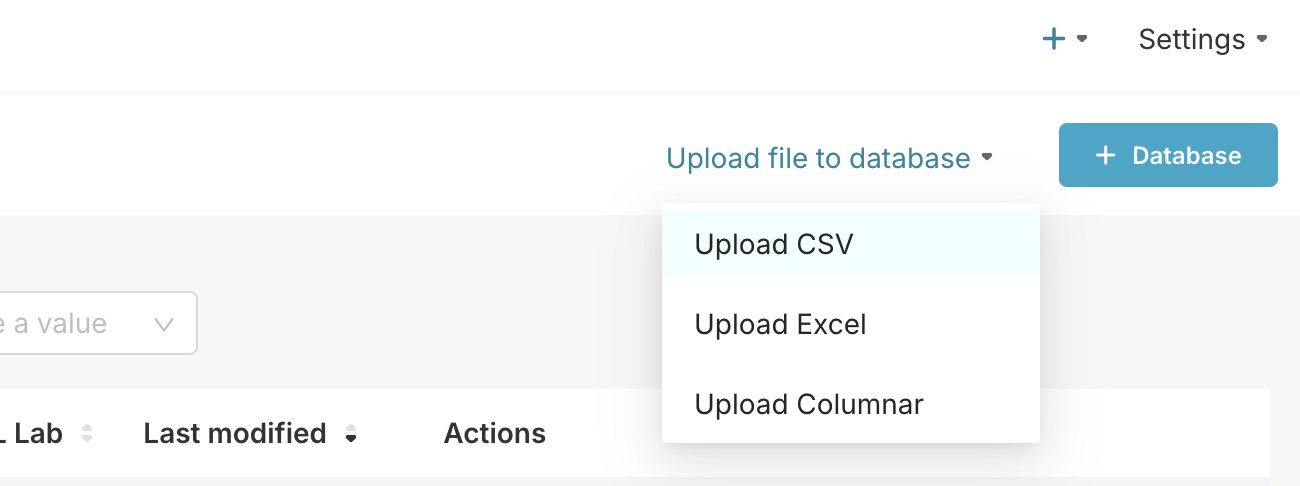 Settings
Upload file to database
+ Database
Upload CSV
Upload Excel
a value
Upload Columnar
Lab
Last modified
Actions